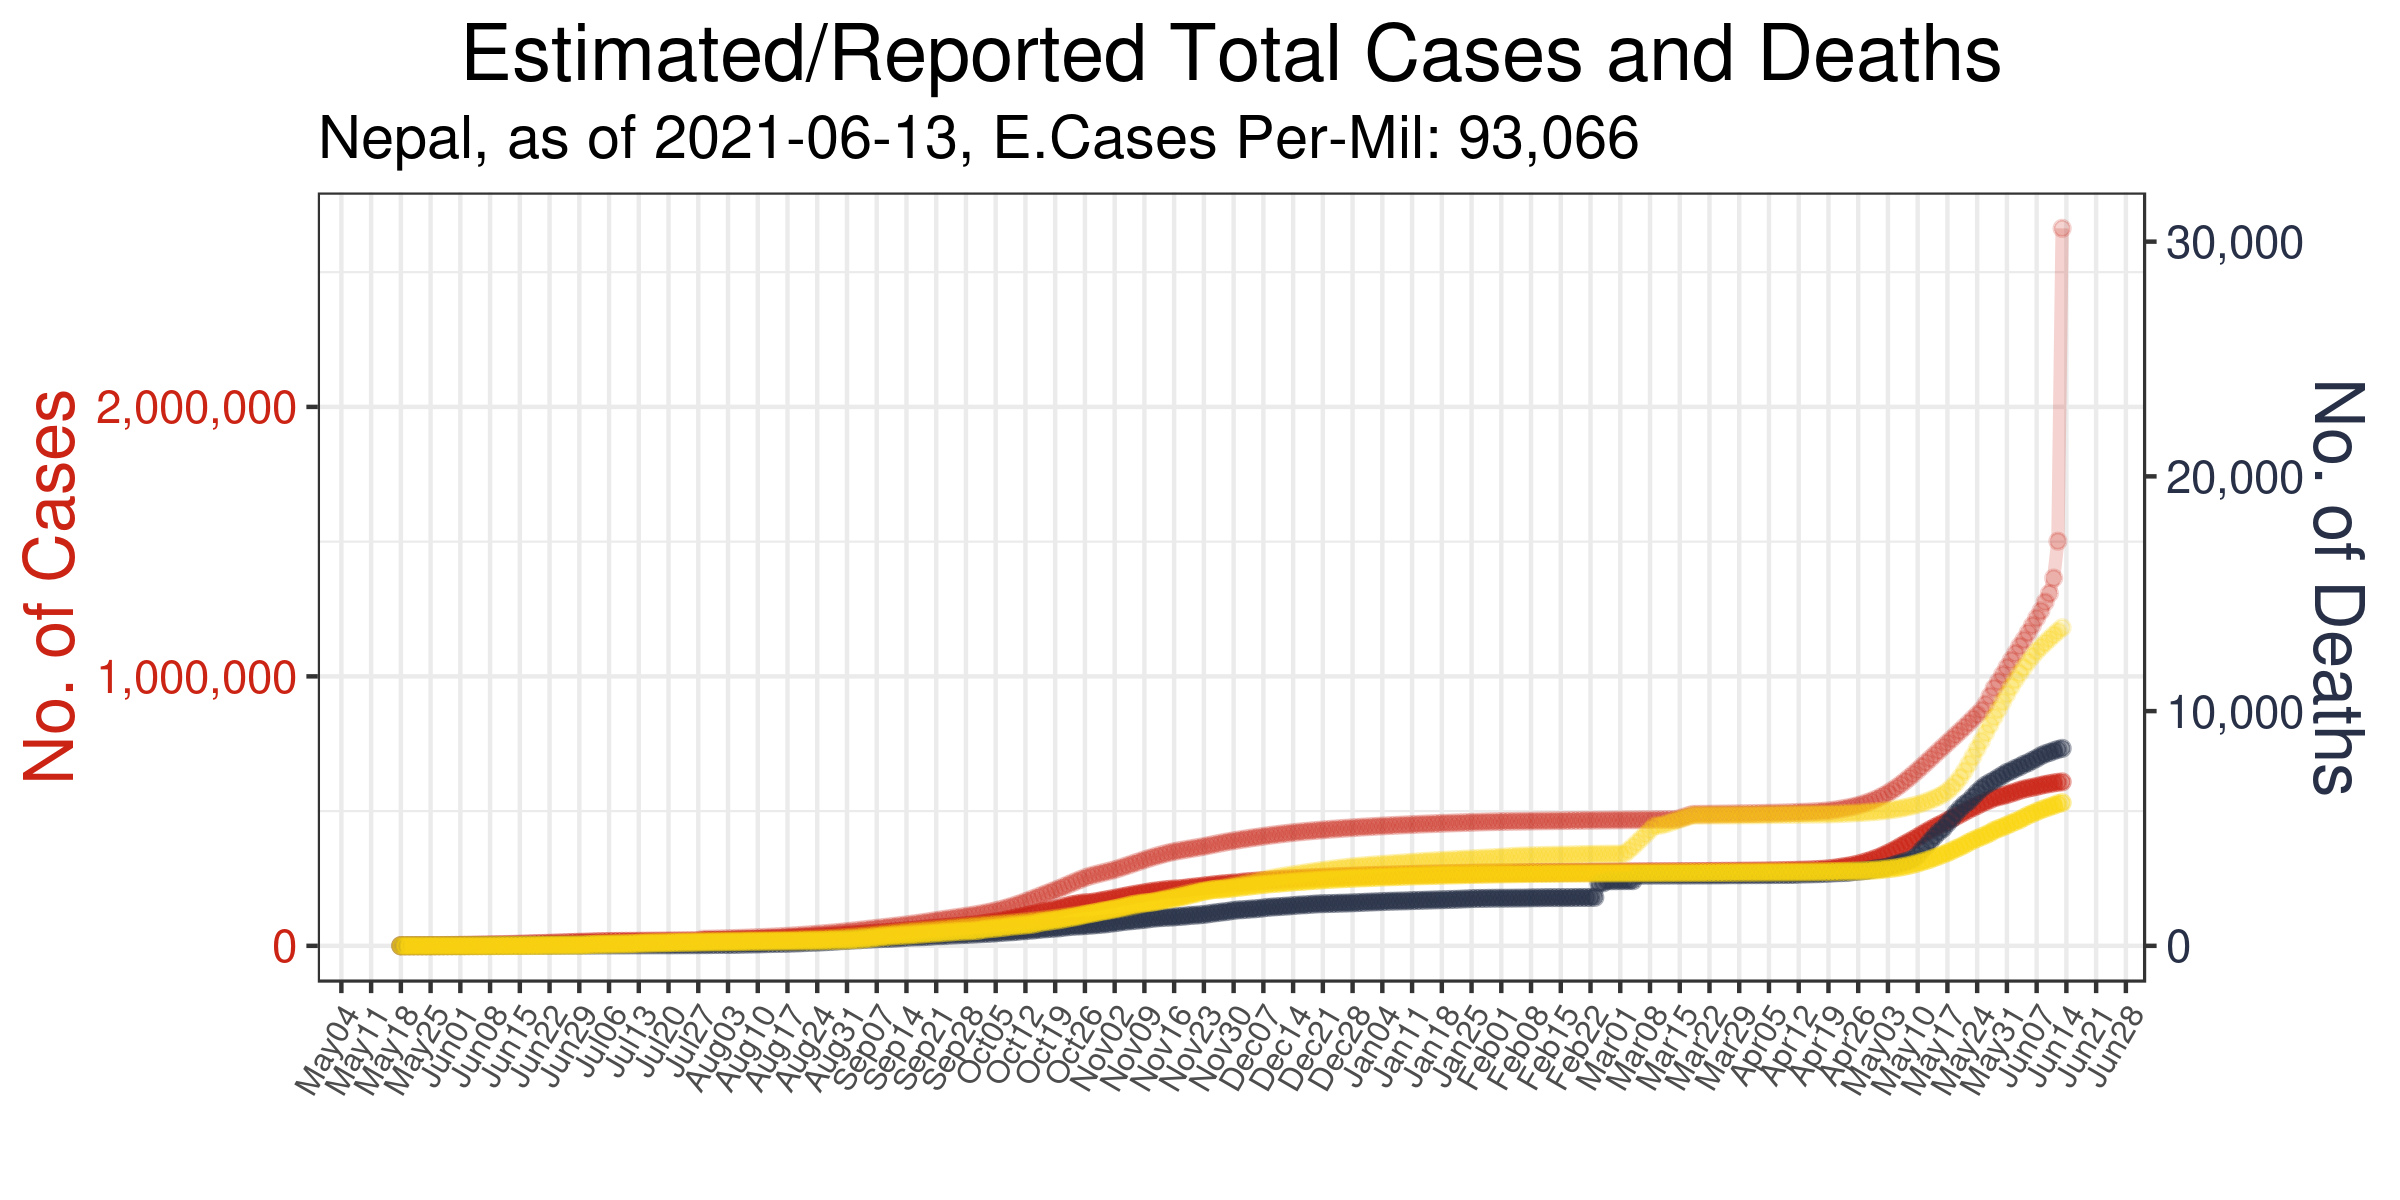 Estimated/Reported Total Cases and Deaths
Nepal, as of 2021-06-13, E.Cases Per-Mil: 93,066
No. of Cases
2,000,000
1,000,000
0
30,000
20,000
10,000
0
No. of Deaths
May04
May11
May18
May25
Jun01
Jun08
Jun15
Jun22
Jun29
Jul06
Jul13
Jul20
Jul27
Aug03
Aug10
Aug17
Aug24
Aug31
Sep07
Sep14
Sep21
Sep28
Oct05
Oct12
Oct19
Oct26
Nov02
Nov09
Nov16
Nov23
Nov30
Dec07
Dec14
Dec21
Dec28
Jan04
Jan11
Jan18
Jan25
Feb01
Feb08
Feb15
Feb22
Mar01
Mar08
Mar15
Mar22
Mar29
Apr05
Apr12
Apr19
Apr26
May03
May10
May17
May24
May31
Jun07
Jun14
Jun21
Jun28